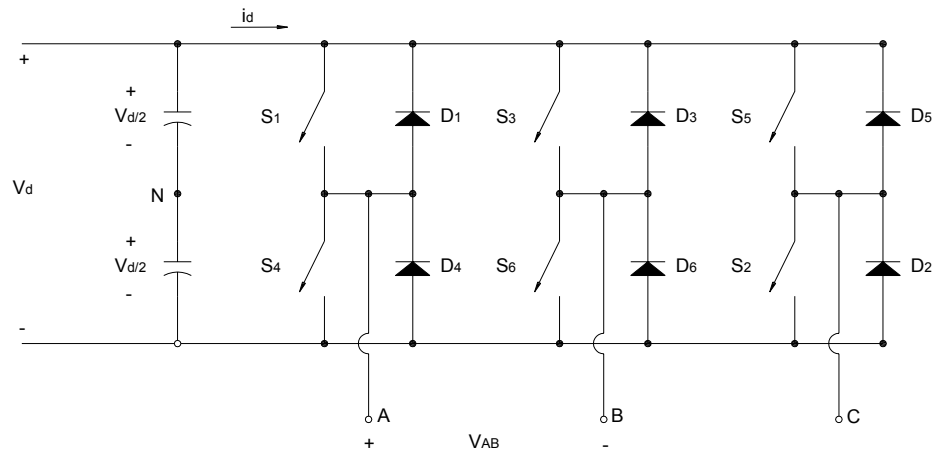 id
+
+
Vd/2
-
S1
D1
S3
D3
S5
D5
Vd
N
+
Vd/2
-
S4
D4
S6
D6
S2
D2
-
A
B
C
+
VAB
-